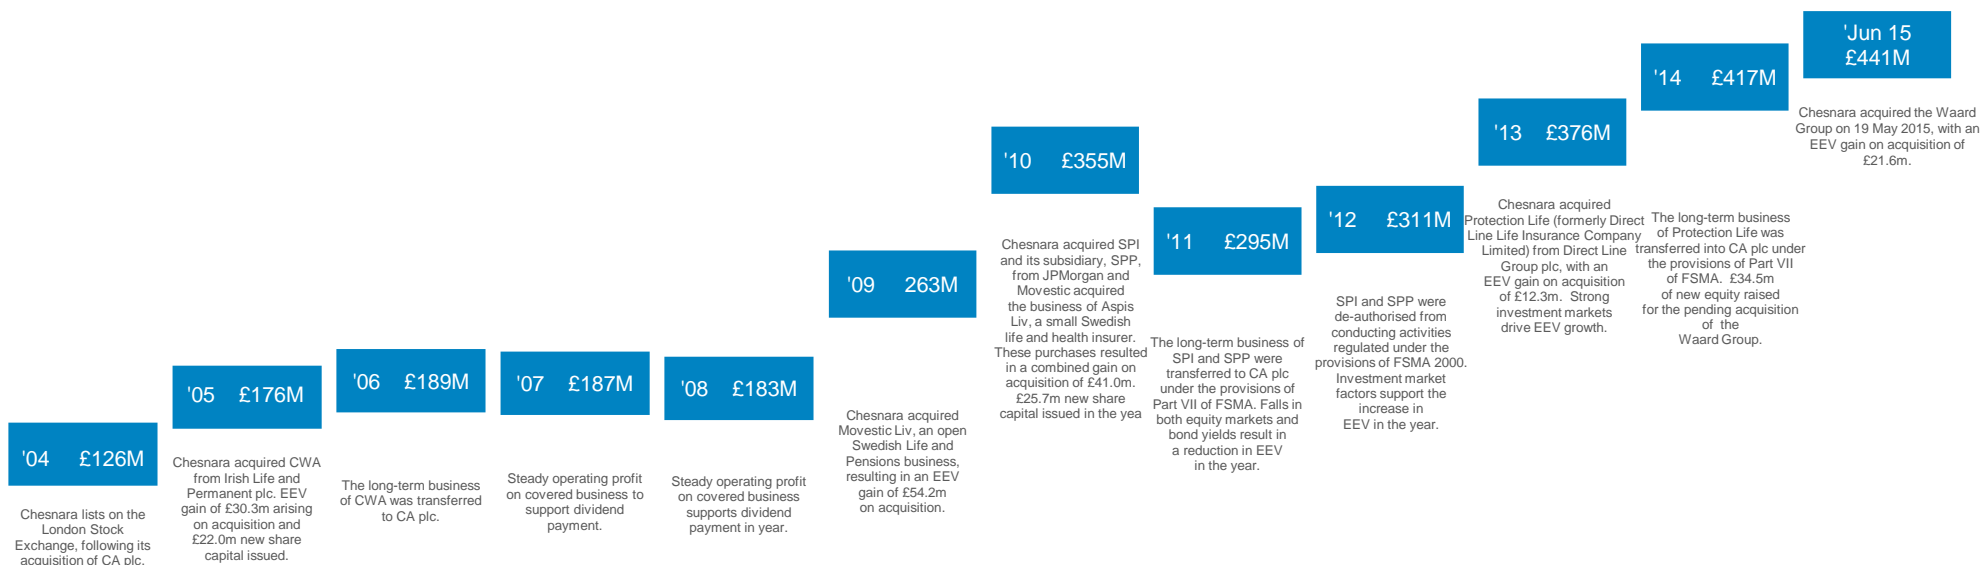 '04 £126M
Chesnara lists on the
London Stock
Exchange, following its
acquisition of CA plc.
'05 £176M
Chesnara acquired CWA
from Irish Life and
Permanent plc. EEV
gain of £30.3m arising
on acquisition and
£22.0m new share
capital issued.
'06 £189M
The long-term business
of CWA was transferred
to CA plc.
'07 £187M
Steady operating profit
on covered business to
support dividend
payment.
'08 £183M
Steady operating profit
on covered business
supports dividend
payment in year.
'09 263M
Chesnara acquired
Movestic Liv, an open
Swedish Life and
Pensions business,
resulting in an EEV
gain of £54.2m
on acquisition.
'10 £355M
Chesnara acquired SPI
and its subsidiary, SPP,
from JPMorgan and
Movestic acquired
the business of Aspis
Liv, a small Swedish
life and health insurer.
These purchases resulted
in a combined gain on
acquisition of £41.0m.
£25.7m new share
capital issued in the yea
'11 £295M
The long-term business of
SPI and SPP were
transferred to CA plc
under the provisions of
Part VII of FSMA. Falls in
both equity markets and
bond yields result in
a reduction in EEV
in the year.
'12 £311M
SPI and SPP were
de-authorised from
conducting activities
regulated under the
provisions of FSMA 2000.
Investment market
factors support the
increase in
EEV in the year.
'13 £376M
Chesnara acquired
Protection Life (formerly Direct
Line Life Insurance Company
Limited) from Direct Line
Group plc, with an
EEV gain on acquisition
of £12.3m. Strong
investment markets
drive EEV growth.
'14 £417M
The long-term business
of Protection Life was
transferred into CA plc under
the provisions of Part VII
of FSMA. £34.5m
of new equity raised
for the pending acquisition
of the
Waard Group.
'Jun 15
£441M
Chesnara acquired the Waard
Group on 19 May 2015, with an
EEV gain on acquisition of
£21.6m.